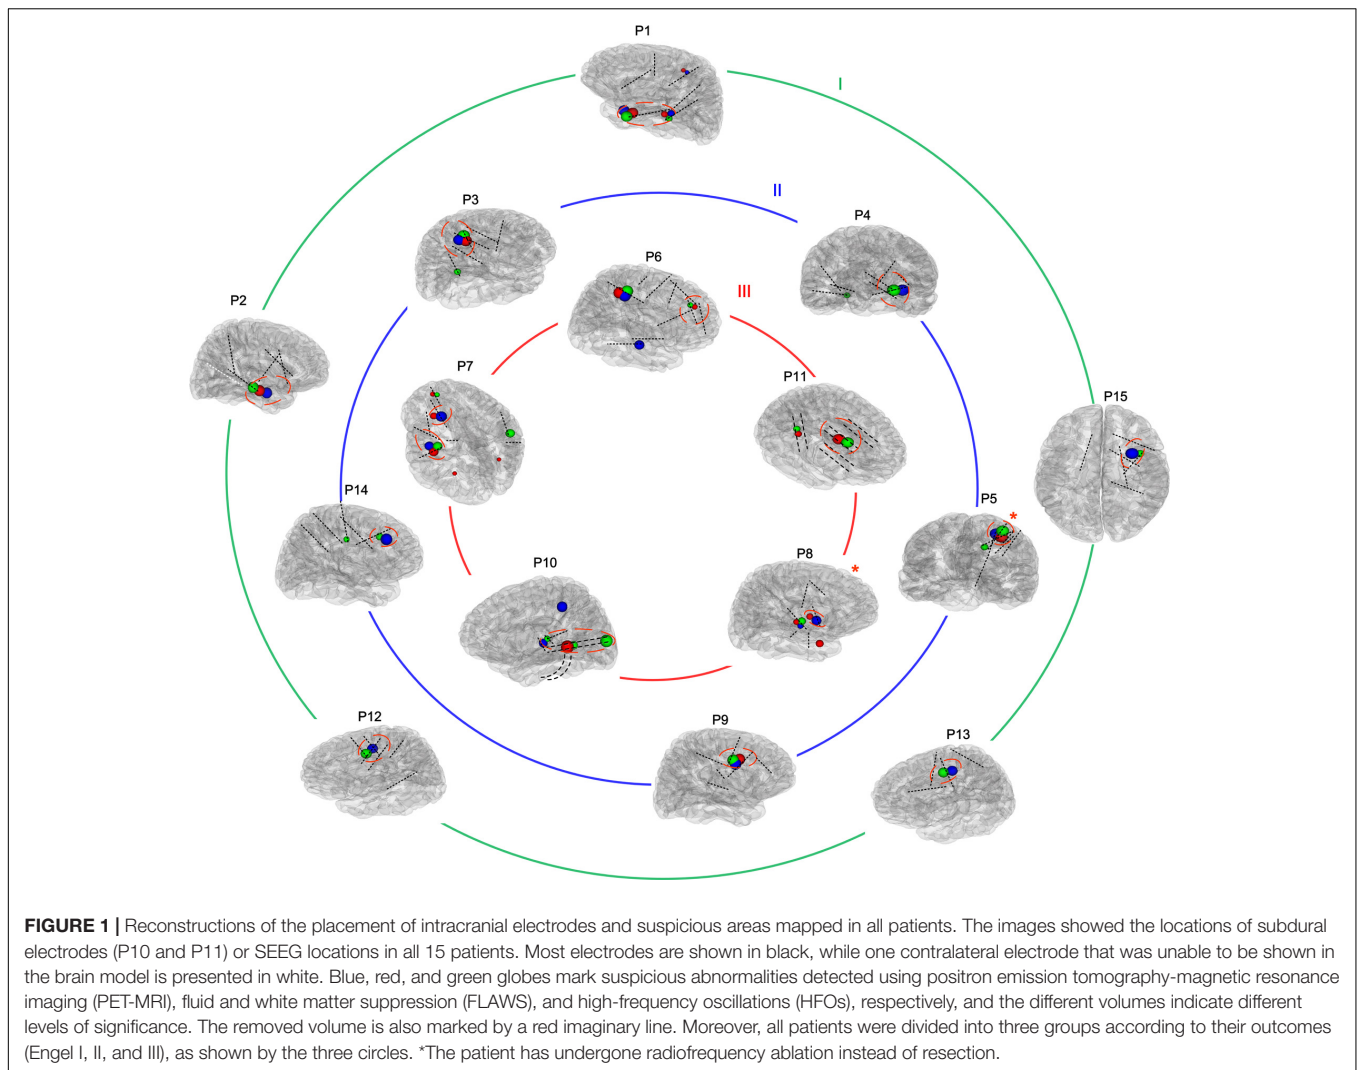 P1
I
II
P3
P4
P6
P2
III
P7
P11
P15
P14
P5
*
P8
*
P10
P12
P9
P13
FIGURE 1 | Reconstructions of the placement of intracranial electrodes and suspicious areas mapped in all patients. The images showed the locations of subdural
electrodes (P10 and P11) or SEEG locations in all 15 patients. Most electrodes are shown in black, while one contralateral electrode that was unable to be shown in
the brain model is presented in white. Blue, red, and green globes mark suspicious abnormalities detected using positron emission tomography-magnetic resonance
imaging (PET-MRI), fluid and white matter suppression (FLAWS), and high-frequency oscillations (HFOs), respectively, and the different volumes indicate different
levels of significance. The removed volume is also marked by a red imaginary line. Moreover, all patients were divided into three groups according to their outcomes
(Engel I, II, and III), as shown by the three circles. *The patient has undergone radiofrequency ablation instead of resection.